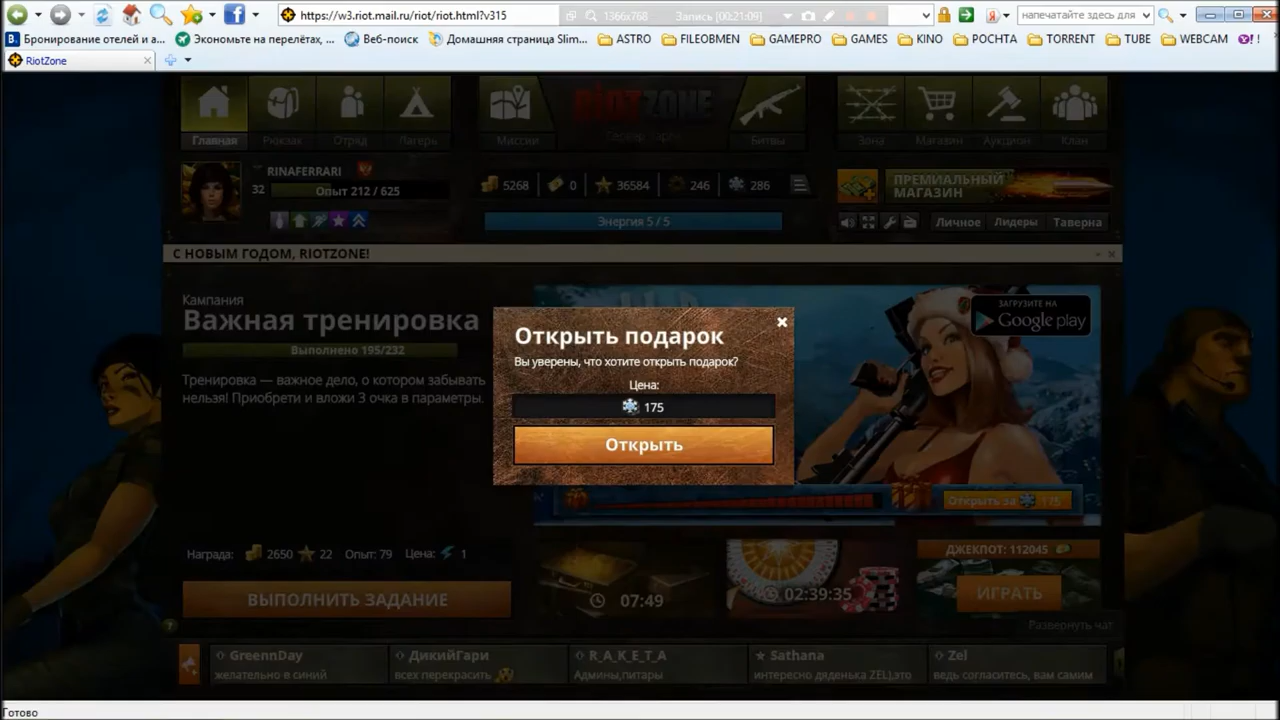 https://w3.riot.mail.ru/riot/riot.html?v315
1366x768
Запись [00:21:09]
напечатайте здесь для
Бронирование отелей и а...
Экономьте на перелётах, ...
Веб-поиск
Домашняя страница Slim...
ASTRO
FILEOBMEN
GAMEPRO
GAMES
KINO
POCHTA
TORRENT
TUBE
WEBCAM
RiotZone
RIOTZONE
Главная
Рюкзак
Отряд
Лагерь
Миссии
Битвы
Зона
Магазин
Аукцион
Клан
RINAFERRARI
32
Опыт 212 / 625
5268
0
36584
246
286
ПРЕМИАЛЬНЫЙ
МАГАЗИН
Энергия 5 / 5
Личное
Лидеры
Таверна
С НОВЫМ ГОДОМ, RIOTZONE!
Кампания
Важная тренировка
Выполнено 195/232
Тренировка — важное дело, о котором забывать
нельзя! Приобрети и вложи 3 очка в параметры.
ЗАГРУЗИТЕ НА
Google play
Открыть подарок
Вы уверены, что хотите открыть подарок?
Цена:
175
Открыть
Открыть за 175
Награда: 2650 22 Опыт: 79 Цена: 1
ВЫПОЛНИТЬ ЗАДАНИЕ
07:49
02:39:35
ДЖЕКПОТ: 112045
ИГРАТЬ
Развернуть чат
GreennDay
желательно в синий
ДикийГари
всех перекрасить
R_A_K_E_T_A
Админы,питары
Sathana
интересно дяденька ZEL),это
Zel
ведь согласитесь, вам самим
Готово